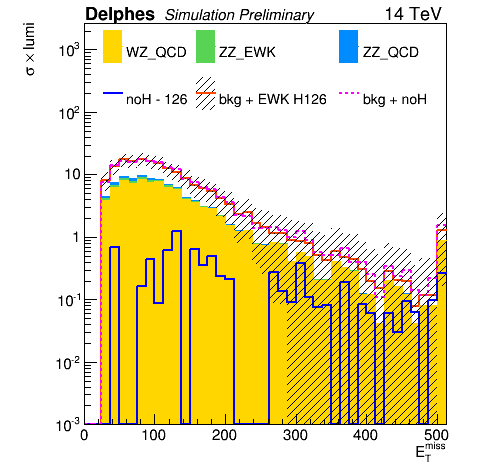 Delphes Simulation Preliminary 14 TeV
σ × lumi
WZ_QCD ZZ_EWK ZZ_QCD
noH - 126 bkg + EWK H126 bkg + noH
10³
10²
10
1
10⁻¹
10⁻²
10⁻³
0 100 200 300 400 500
E_T^miss